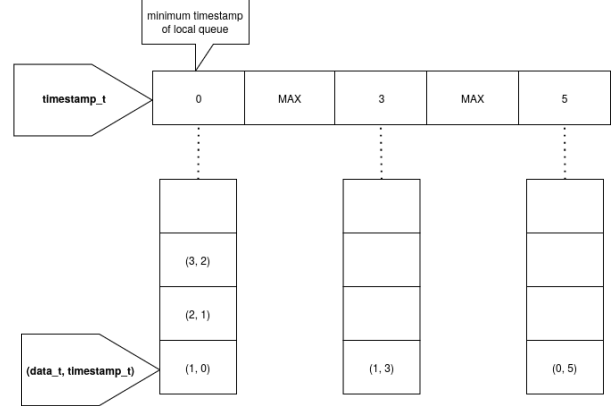 minimum timestamp
of local queue
timestamp_t
0
MAX
3
MAX
5
(3, 2)
(2, 1)
(data_t, timestamp_t)
(1, 0)
(1, 3)
(0, 5)